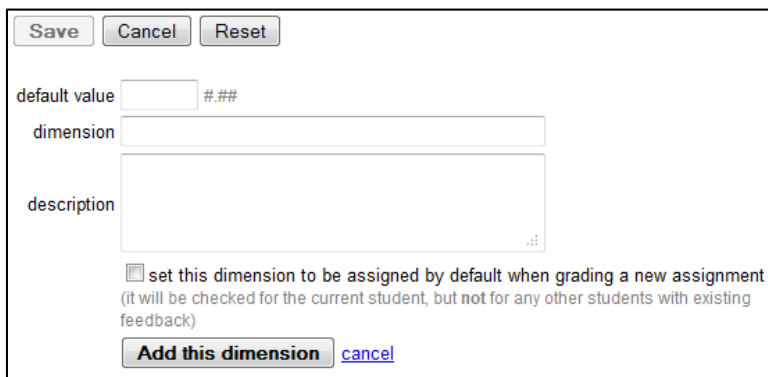 Save Cancel Reset
default value #.##
dimension
description
set this dimension to be assigned by default when grading a new assignment
(it will be checked for the current student, but not for any other students with existing
feedback)
Add this dimension cancel